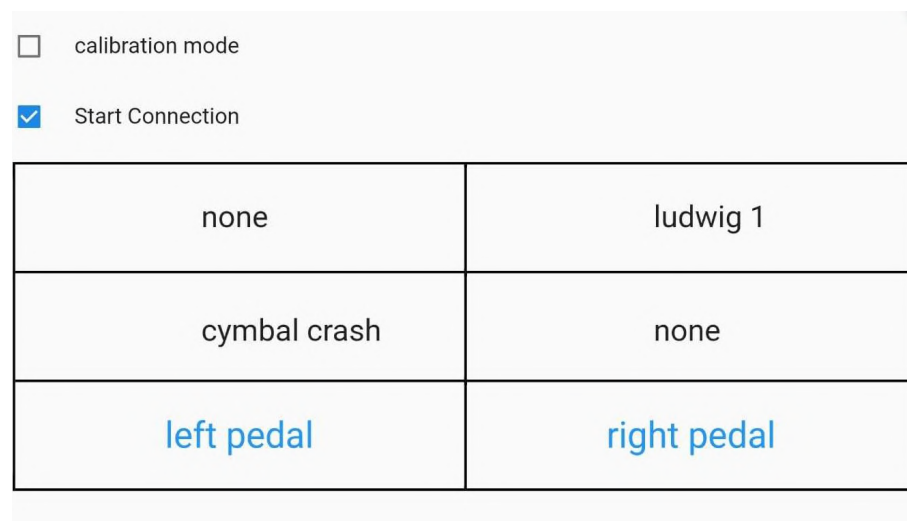 calibration mode
Start Connection
none ludwig 1
cymbal crash none
left pedal right pedal